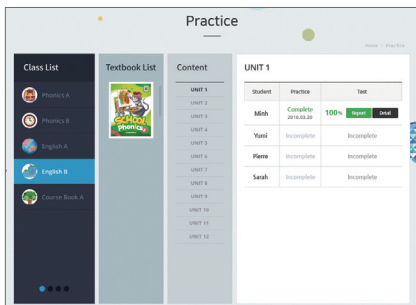 Practice
Home / Practice
Class List
Phonics A
Phonics B
English A
English B
Course Book A
Textbook List
SCHOOL
Phonics
Content
UNIT 1
UNIT 2
UNIT 3
UNIT 4
UNIT 5
UNIT 6
UNIT 7
UNIT 8
UNIT 9
UNIT 10
UNIT 11
UNIT 12
UNIT 1
Student Practice Test
Minh Complete 2016.03.20 100% Report Detail
Yumi Incomplete Incomplete
Pierre Incomplete Incomplete
Sarah Incomplete Incomplete